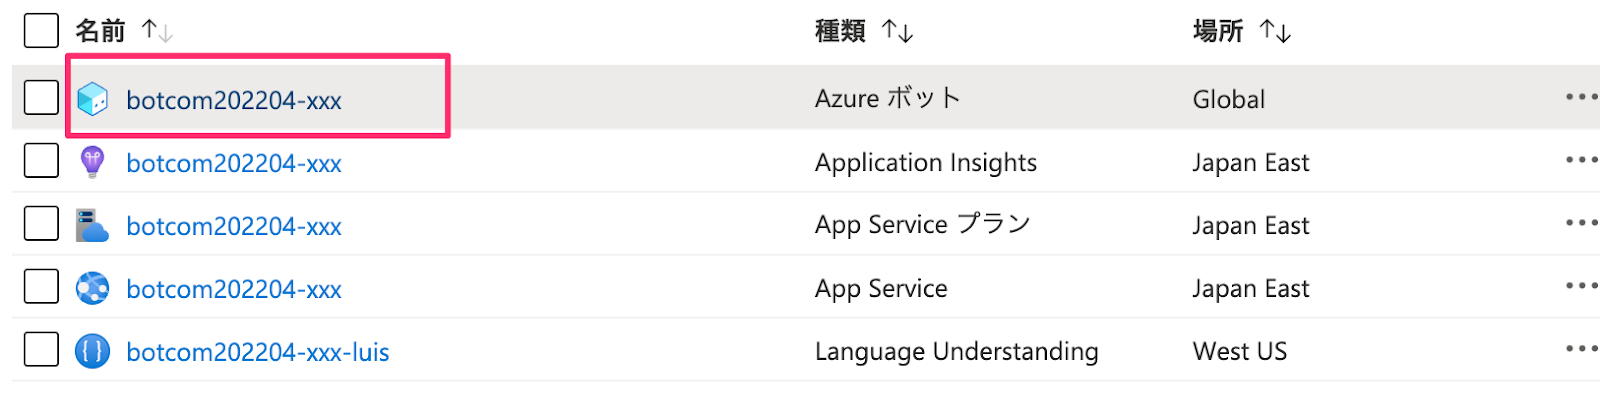 名前 ↑↓ 種類 ↑↓ 場所 ↑↓
botcom202204-xxx Azure ボット Global ...
botcom202204-xxx Application Insights Japan East ...
botcom202204-xxx App Service プラン Japan East ...
botcom202204-xxx App Service Japan East ...
botcom202204-xxx-luis Language Understanding West US ...